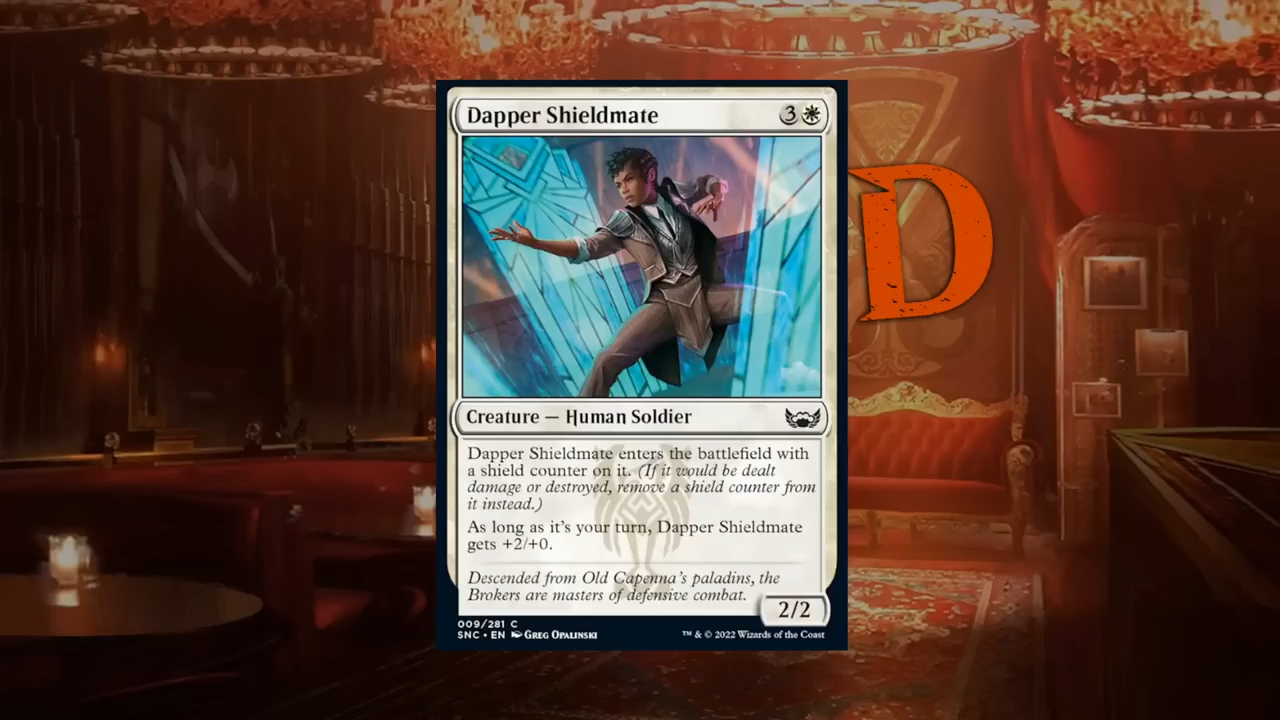 Dapper Shieldmate 3
D
Creature — Human Soldier
Dapper Shieldmate enters the battlefield with
a shield counter on it. (If it would be dealt
damage or destroyed, remove a shield counter from
it instead.)
As long as it's your turn, Dapper Shieldmate
gets +2/+0.
Descended from Old Capenna's paladins, the
Brokers are masters of defensive combat.
2/2
009/281 C
SNC • EN Greg Opalinski
™ & © 2022 Wizards of the Coast